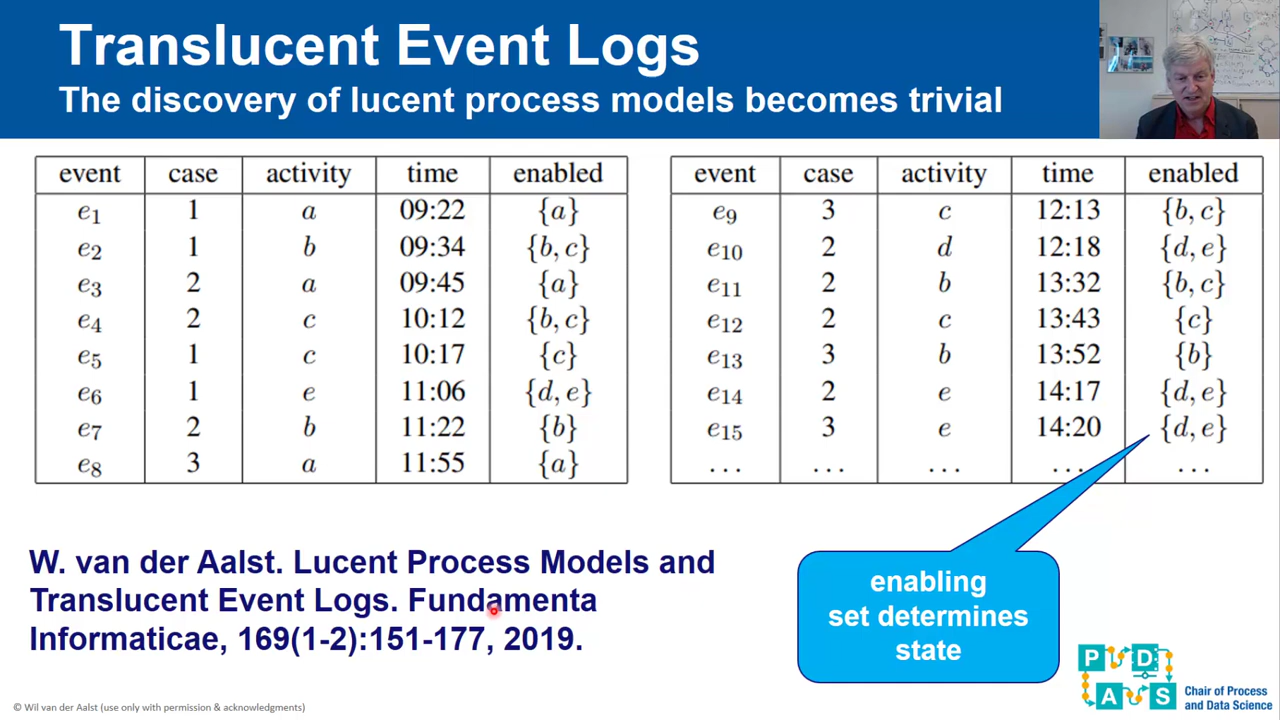 Translucent Event Logs
The discovery of lucent process models becomes trivial
event case activity time enabled
e1 1 a 09:22 {a}
e2 1 b 09:34 {b, c}
e3 2 a 09:45 {a}
e4 2 c 10:12 {b, c}
e5 1 c 10:17 {c}
e6 1 e 11:06 {d, e}
e7 2 b 11:22 {b}
e8 3 a 11:55 {a}
event case activity time enabled
e9 3 c 12:13 {b, c}
e10 2 d 12:18 {d, e}
e11 2 b 13:32 {b, c}
e12 2 c 13:43 {c}
e13 3 b 13:52 {b}
e14 2 e 14:17 {d, e}
e15 3 e 14:20 {d, e}
... ... ... ... ...
W. van der Aalst. Lucent Process Models and
Translucent Event Logs. Fundamenta
Informaticae, 169(1-2):151-177, 2019.
enabling
set determines
state
P D
A S
Chair of Process
and Data Science
© Wil van der Aalst (use only with permission & acknowledgments)